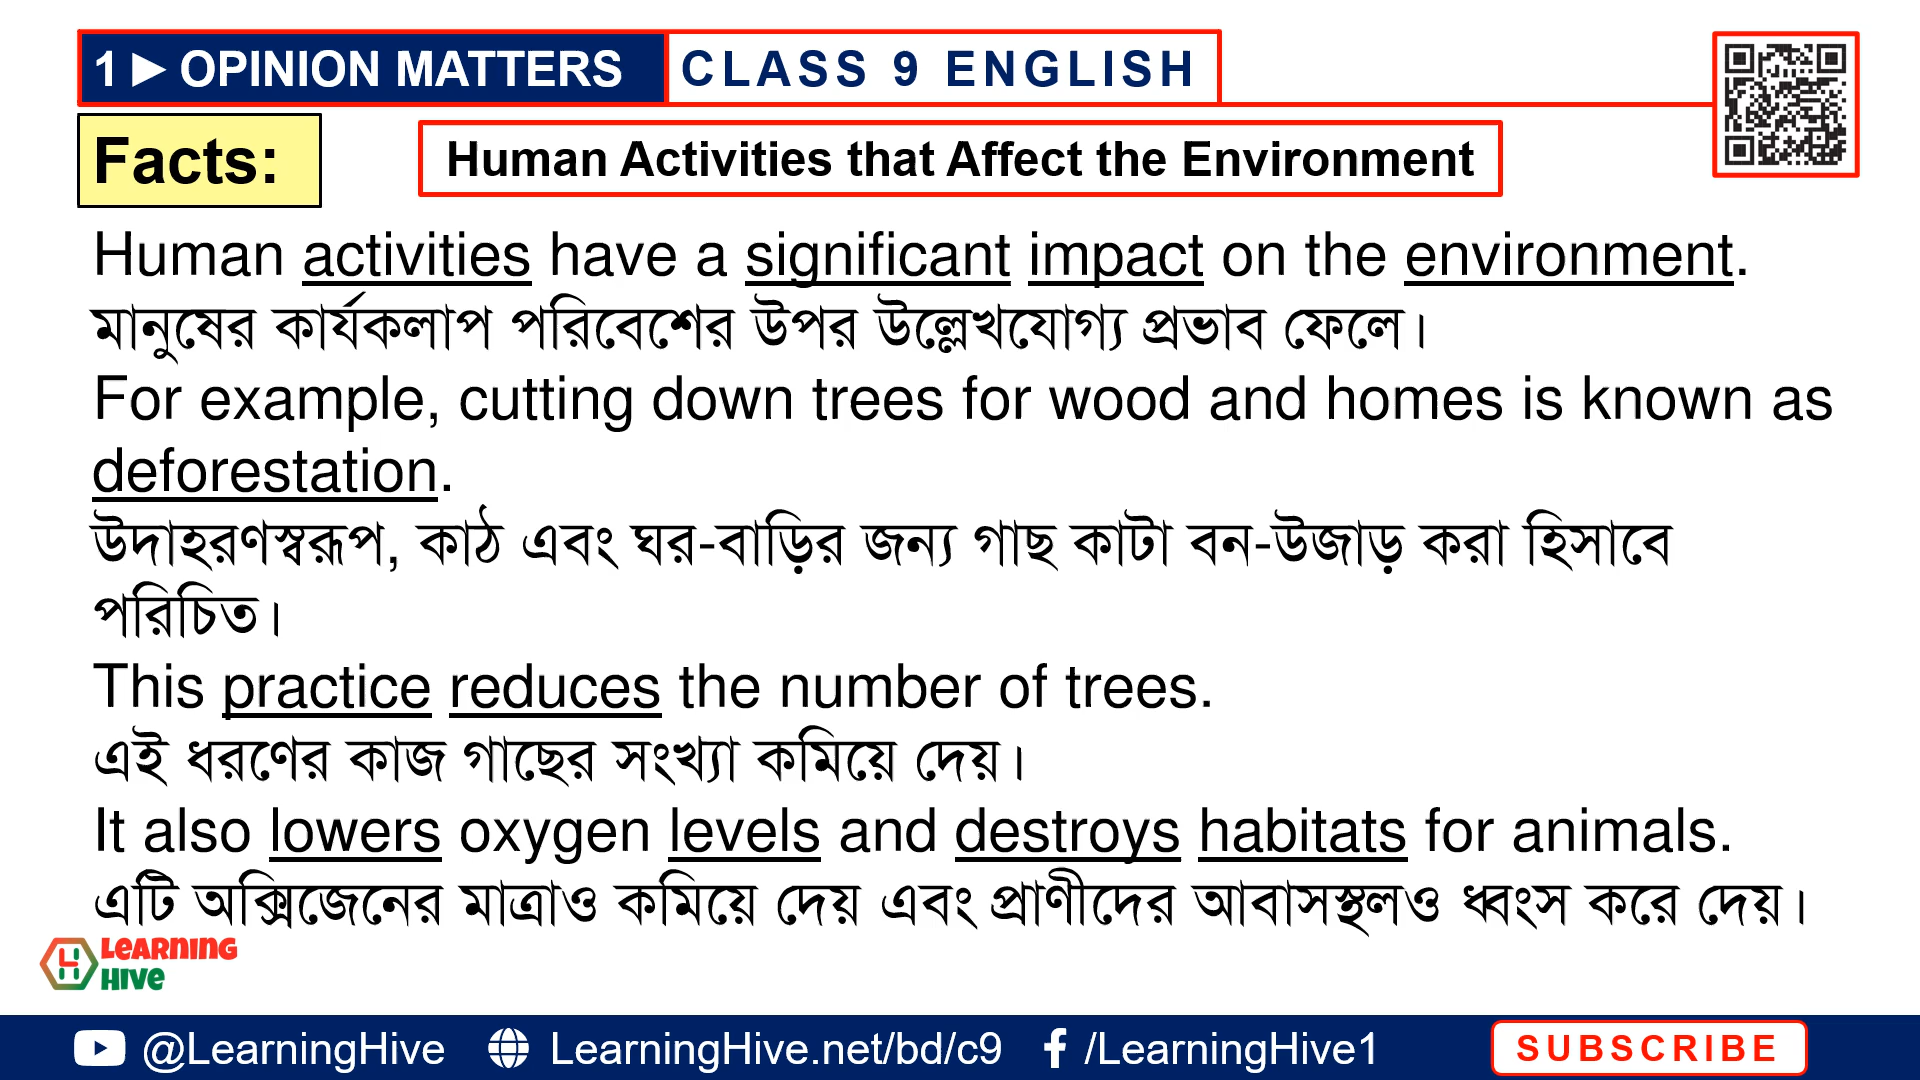 1 ► OPINION MATTERS CLASS 9 ENGLISH
Facts: Human Activities that Affect the Environment
Human activities have a significant impact on the environment.
মানুষের কার্যকলাপ পরিবেশের উপর উল্লেখযোগ্য প্রভাব ফেলে।
For example, cutting down trees for wood and homes is known as
deforestation.
উদাহরণস্বরূপ, কাঠ এবং ঘর-বাড়ির জন্য গাছ কাটা বন-উজাড় করা হিসাবে
পরিচিত।
This practice reduces the number of trees.
এই ধরণের কাজ গাছের সংখ্যা কমিয়ে দেয়।
It also lowers oxygen levels and destroys habitats for animals.
এটি অক্সিজেনের মাত্রাও কমিয়ে দেয় এবং প্রাণীদের আবাসস্থলও ধ্বংস করে দেয়।
LEARNING
HIVE
@LearningHive LearningHive.net/bd/c9 /LearningHive1 SUBSCRIBE